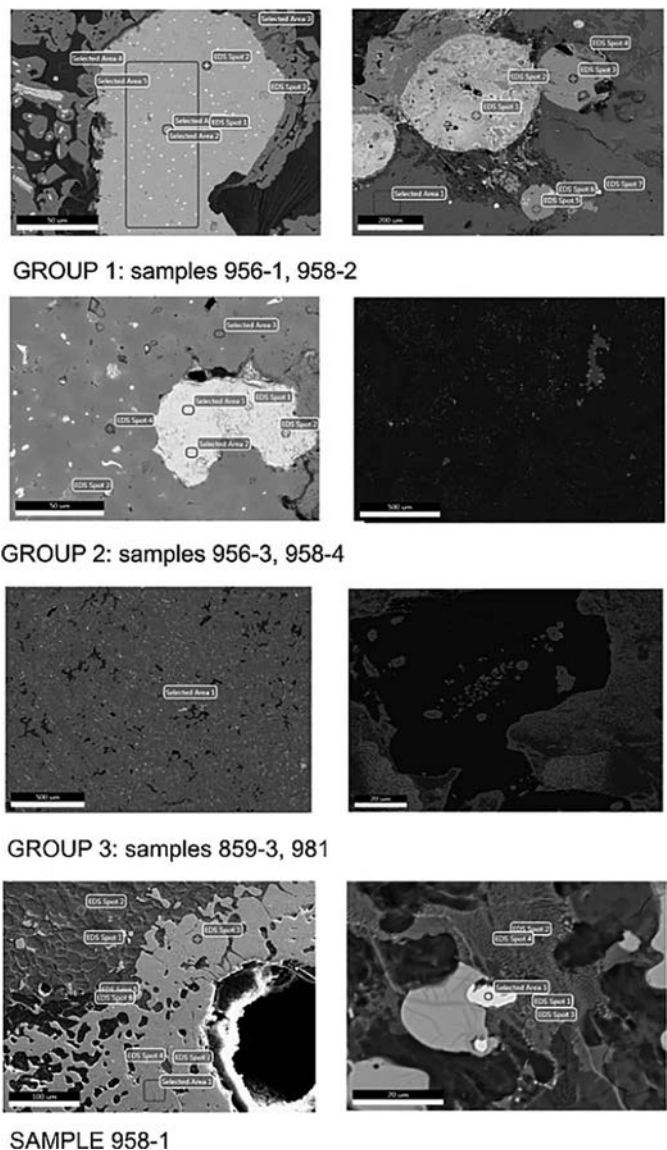 Selected Area 3
Selected Area 4
EDS Spot 2
Selected Area 5
EDS Spot 3
EDS Spot 1
Selected Area 2
50 um
EDS Spot 4
EDS Spot 3
EDS Spot 2
EDS Spot 1
EDS Spot 6
EDS Spot 7
Selected Area 1
EDS Spot 5
200 um
GROUP 1: samples 956-1, 958-2
Selected Area 3
Selected Area 1
EDS Spot 1
EDS Spot 4
EDS Spot 2
Selected Area 2
EDS Spot 3
50 um
500 um
GROUP 2: samples 956-3, 958-4
Selected Area 1
500 um
20 um
GROUP 3: samples 859-3, 981
EDS Spot 2
EDS Spot 1
EDS Spot 3
EDS Spot 4
Selected Area 1
100 um
EDS Spot 2
EDS Spot 4
Selected Area 1
EDS Spot 1
EDS Spot 3
20 um
SAMPLE 958-1